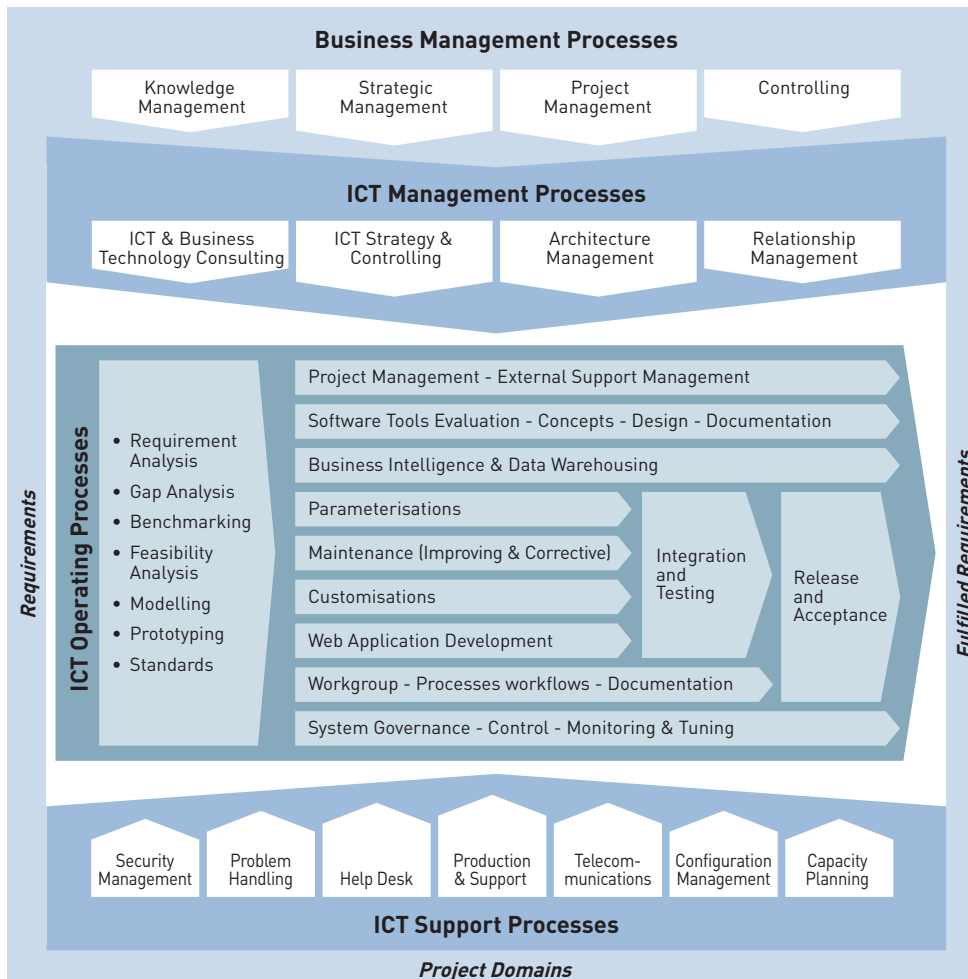 Business Management Processes
Knowledge
Management
Strategic
Management
Project
Management
Controlling
ICT Management Processes
ICT & Business
Technology Consulting
ICT Strategy &
Controlling
Architecture
Management
Relationship
Management
Requirements
ICT Operating Processes
• Requirement
Analysis
• Gap Analysis
• Benchmarking
• Feasibility
Analysis
• Modelling
• Prototyping
• Standards
Project Management - External Support Management
Software Tools Evaluation - Concepts - Design - Documentation
Business Intelligence & Data Warehousing
Parameterisations
Maintenance (Improving & Corrective)
Customisations
Web Application Development
Workgroup - Processes workflows - Documentation
System Governance - Control - Monitoring & Tuning
Integration
and
Testing
Release
and
Acceptance
Fulfilled Requirements
Security
Management
Problem
Handling
Help Desk
Production
& Support
Telecom-
munications
Configuration
Management
Capacity
Planning
ICT Support Processes
Project Domains